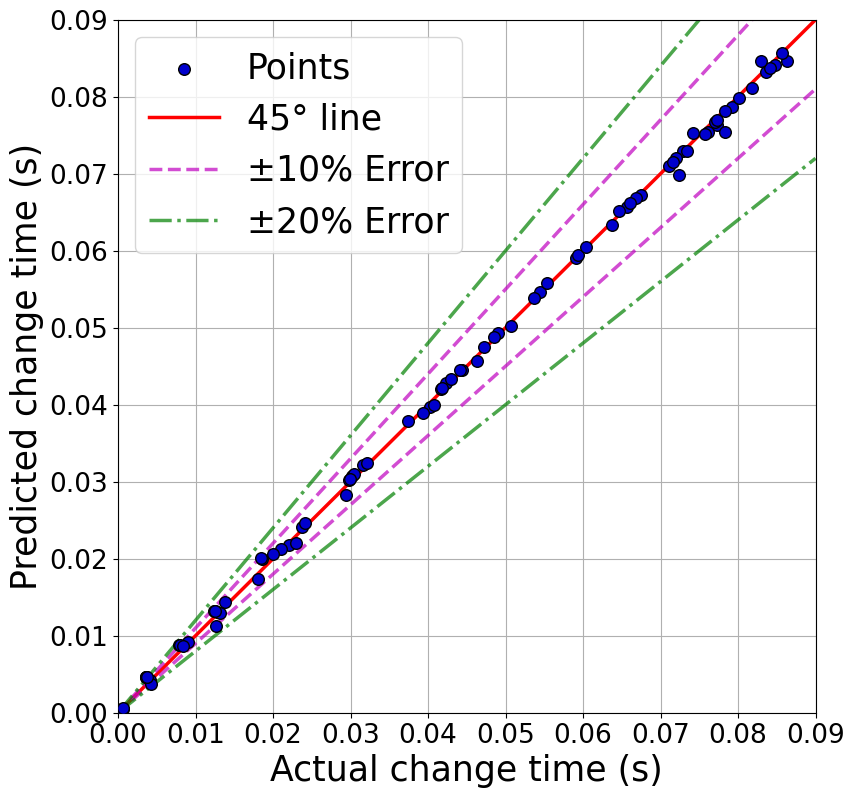 Points
45° line
±10% Error
±20% Error
Predicted change time (s)
0.09
0.08
0.07
0.06
0.05
0.04
0.03
0.02
0.01
0.00
0.00 0.01 0.02 0.03 0.04 0.05 0.06 0.07 0.08 0.09
Actual change time (s)